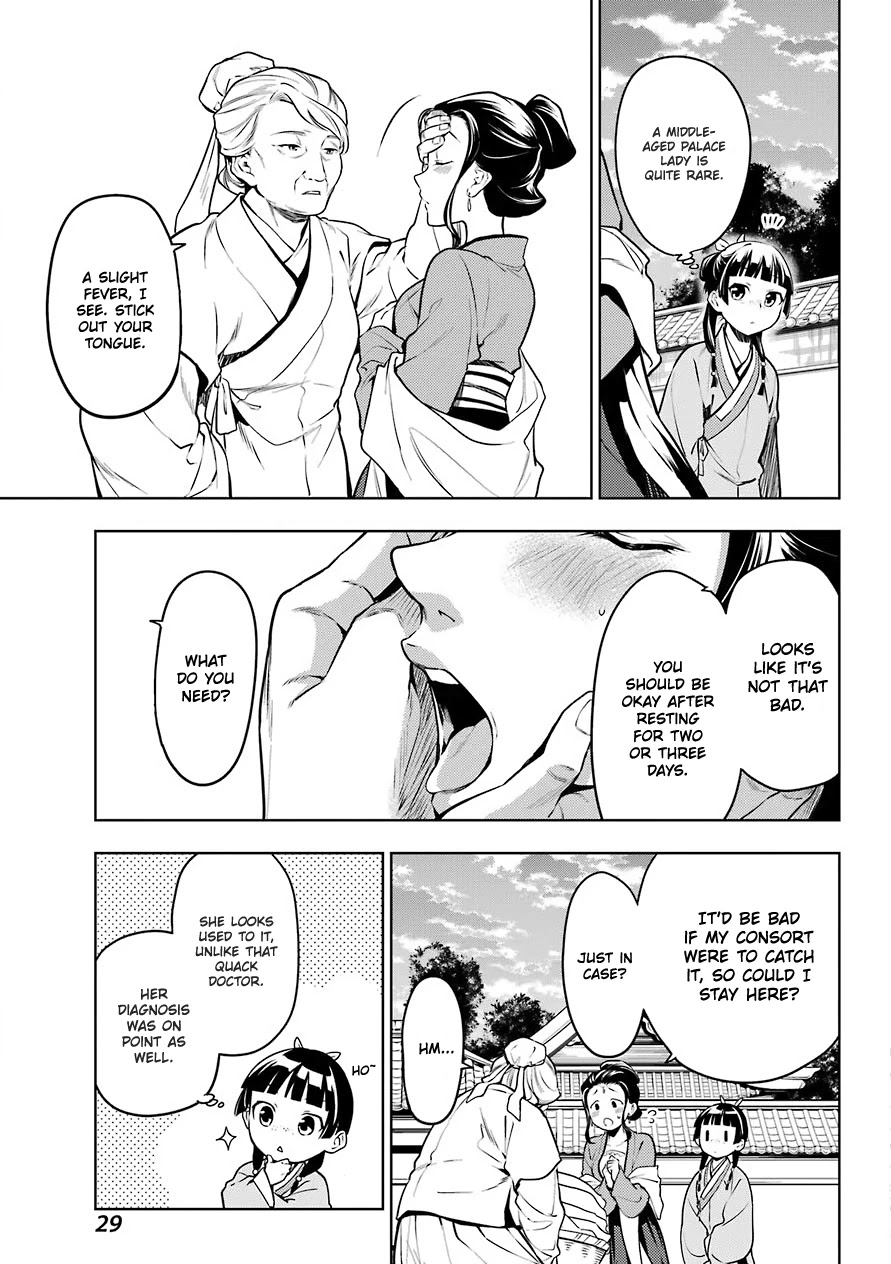 A MIDDLE-
AGED PALACE
LADY IS
QUITE RARE.
A SLIGHT
FEVER, I
SEE. STICK
OUT YOUR
TONGUE.
LOOKS
LIKE IT'S
NOT THAT
BAD.
YOU
SHOULD BE
OKAY AFTER
RESTING
FOR TWO
OR THREE
DAYS.
WHAT
DO YOU
NEED?
IT'D BE BAD
IF MY CONSORT
WERE TO CATCH
IT, SO COULD I
STAY HERE?
JUST IN
CASE?
HM...
SHE LOOKS
USED TO IT,
UNLIKE THAT
QUACK
DOCTOR.
HER
DIAGNOSIS
WAS ON
POINT AS
WELL.
HO~
29